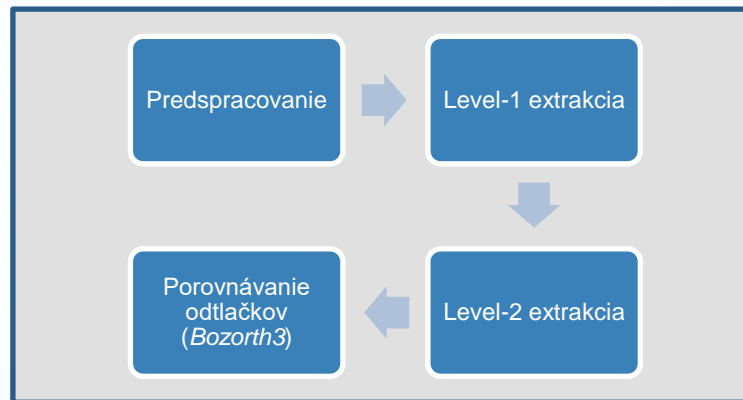 Predspracovanie
Level-1 extrakcia
Level-2 extrakcia
Porovnávanie
odtlačkov
(Bozorth3)